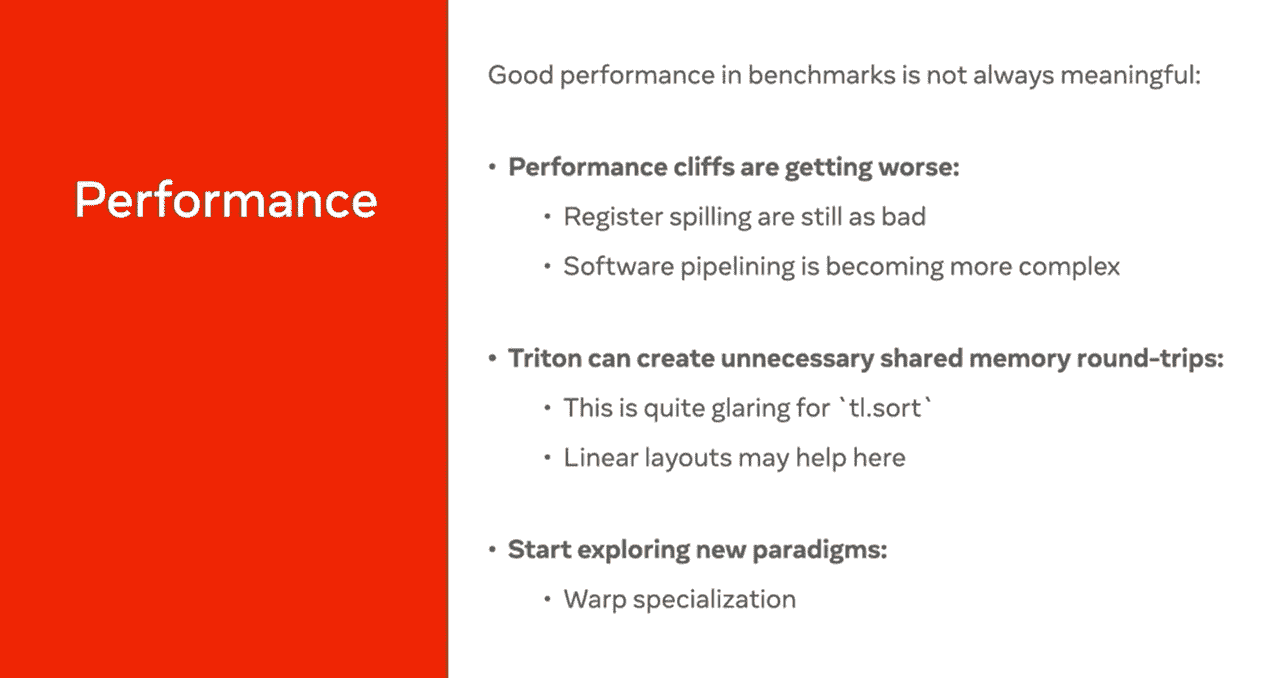 Performance
Good performance in benchmarks is not always meaningful:
• Performance cliffs are getting worse:
• Register spilling are still as bad
• Software pipelining is becoming more complex
• Triton can create unnecessary shared memory round-trips:
• This is quite glaring for `tl.sort`
• Linear layouts may help here
• Start exploring new paradigms:
• Warp specialization